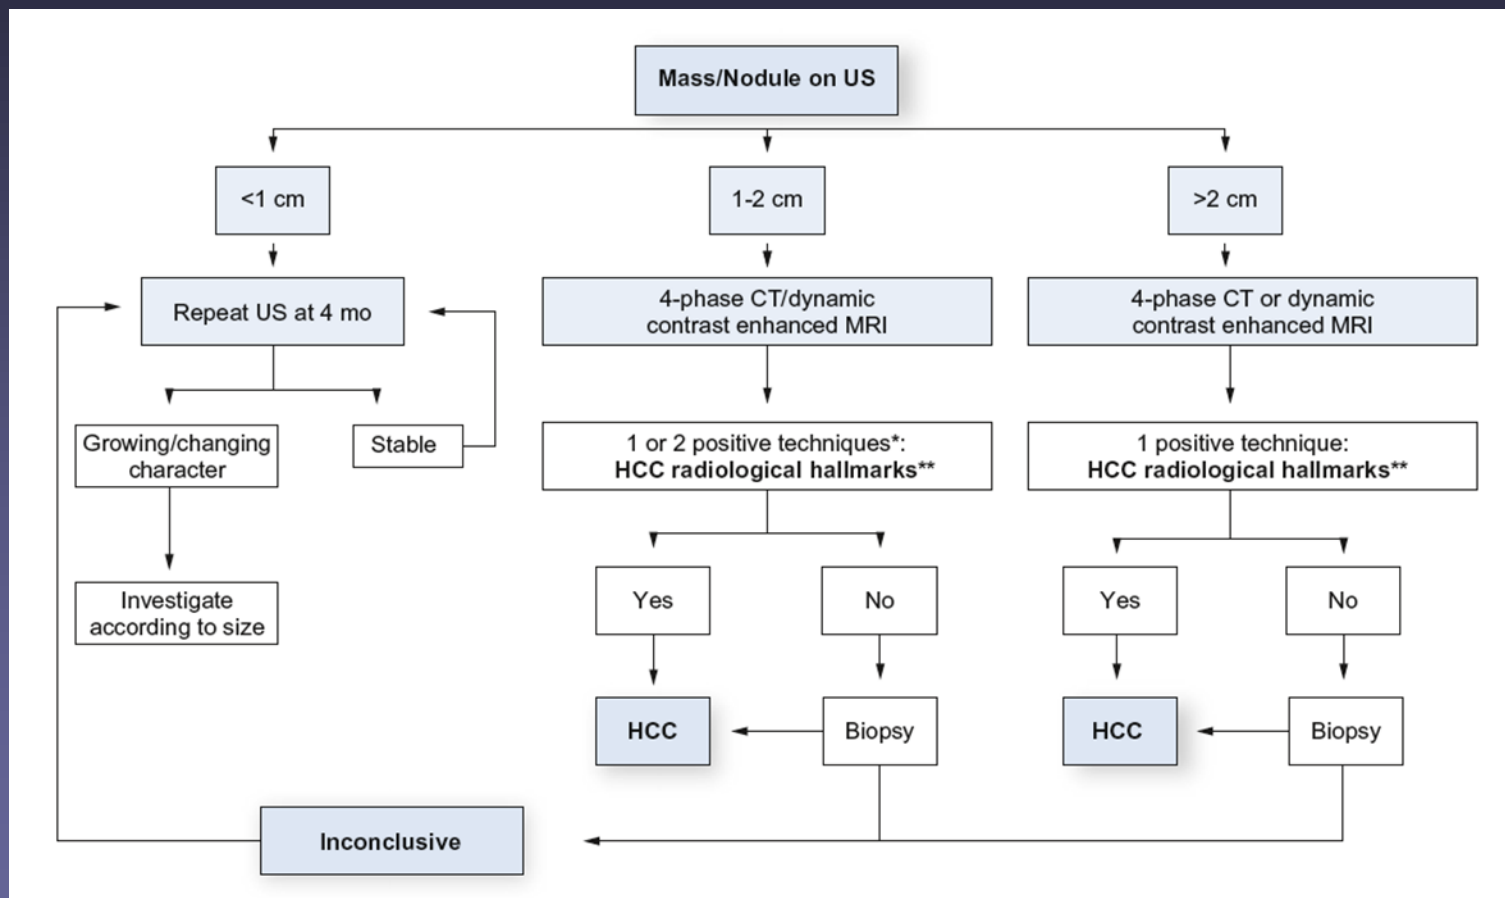 Mass/Nodule on US
<1 cm
1-2 cm
>2 cm
Repeat US at 4 mo
4-phase CT/dynamic
contrast enhanced MRI
4-phase CT or dynamic
contrast enhanced MRI
Growing/changing
character
Stable
1 or 2 positive techniques*:
HCC radiological hallmarks**
1 positive technique:
HCC radiological hallmarks**
Investigate
according to size
Yes
No
Yes
No
HCC
Biopsy
HCC
Biopsy
Inconclusive